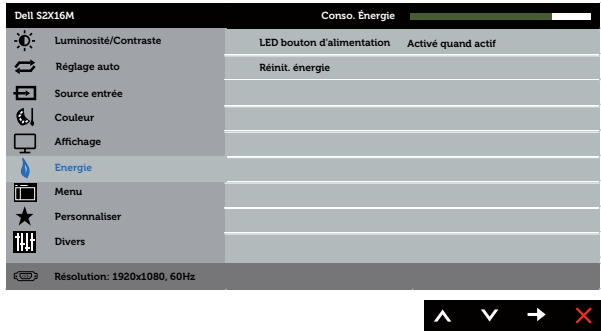 Dell S2X16M Conso. Énergie
Luminosité/Contraste LED bouton d'alimentation Activé quand actif
Réglage auto Réinit. énergie
Source entrée
Couleur
Affichage
Energie
Menu
Personnaliser
Divers
Résolution: 1920x1080, 60Hz